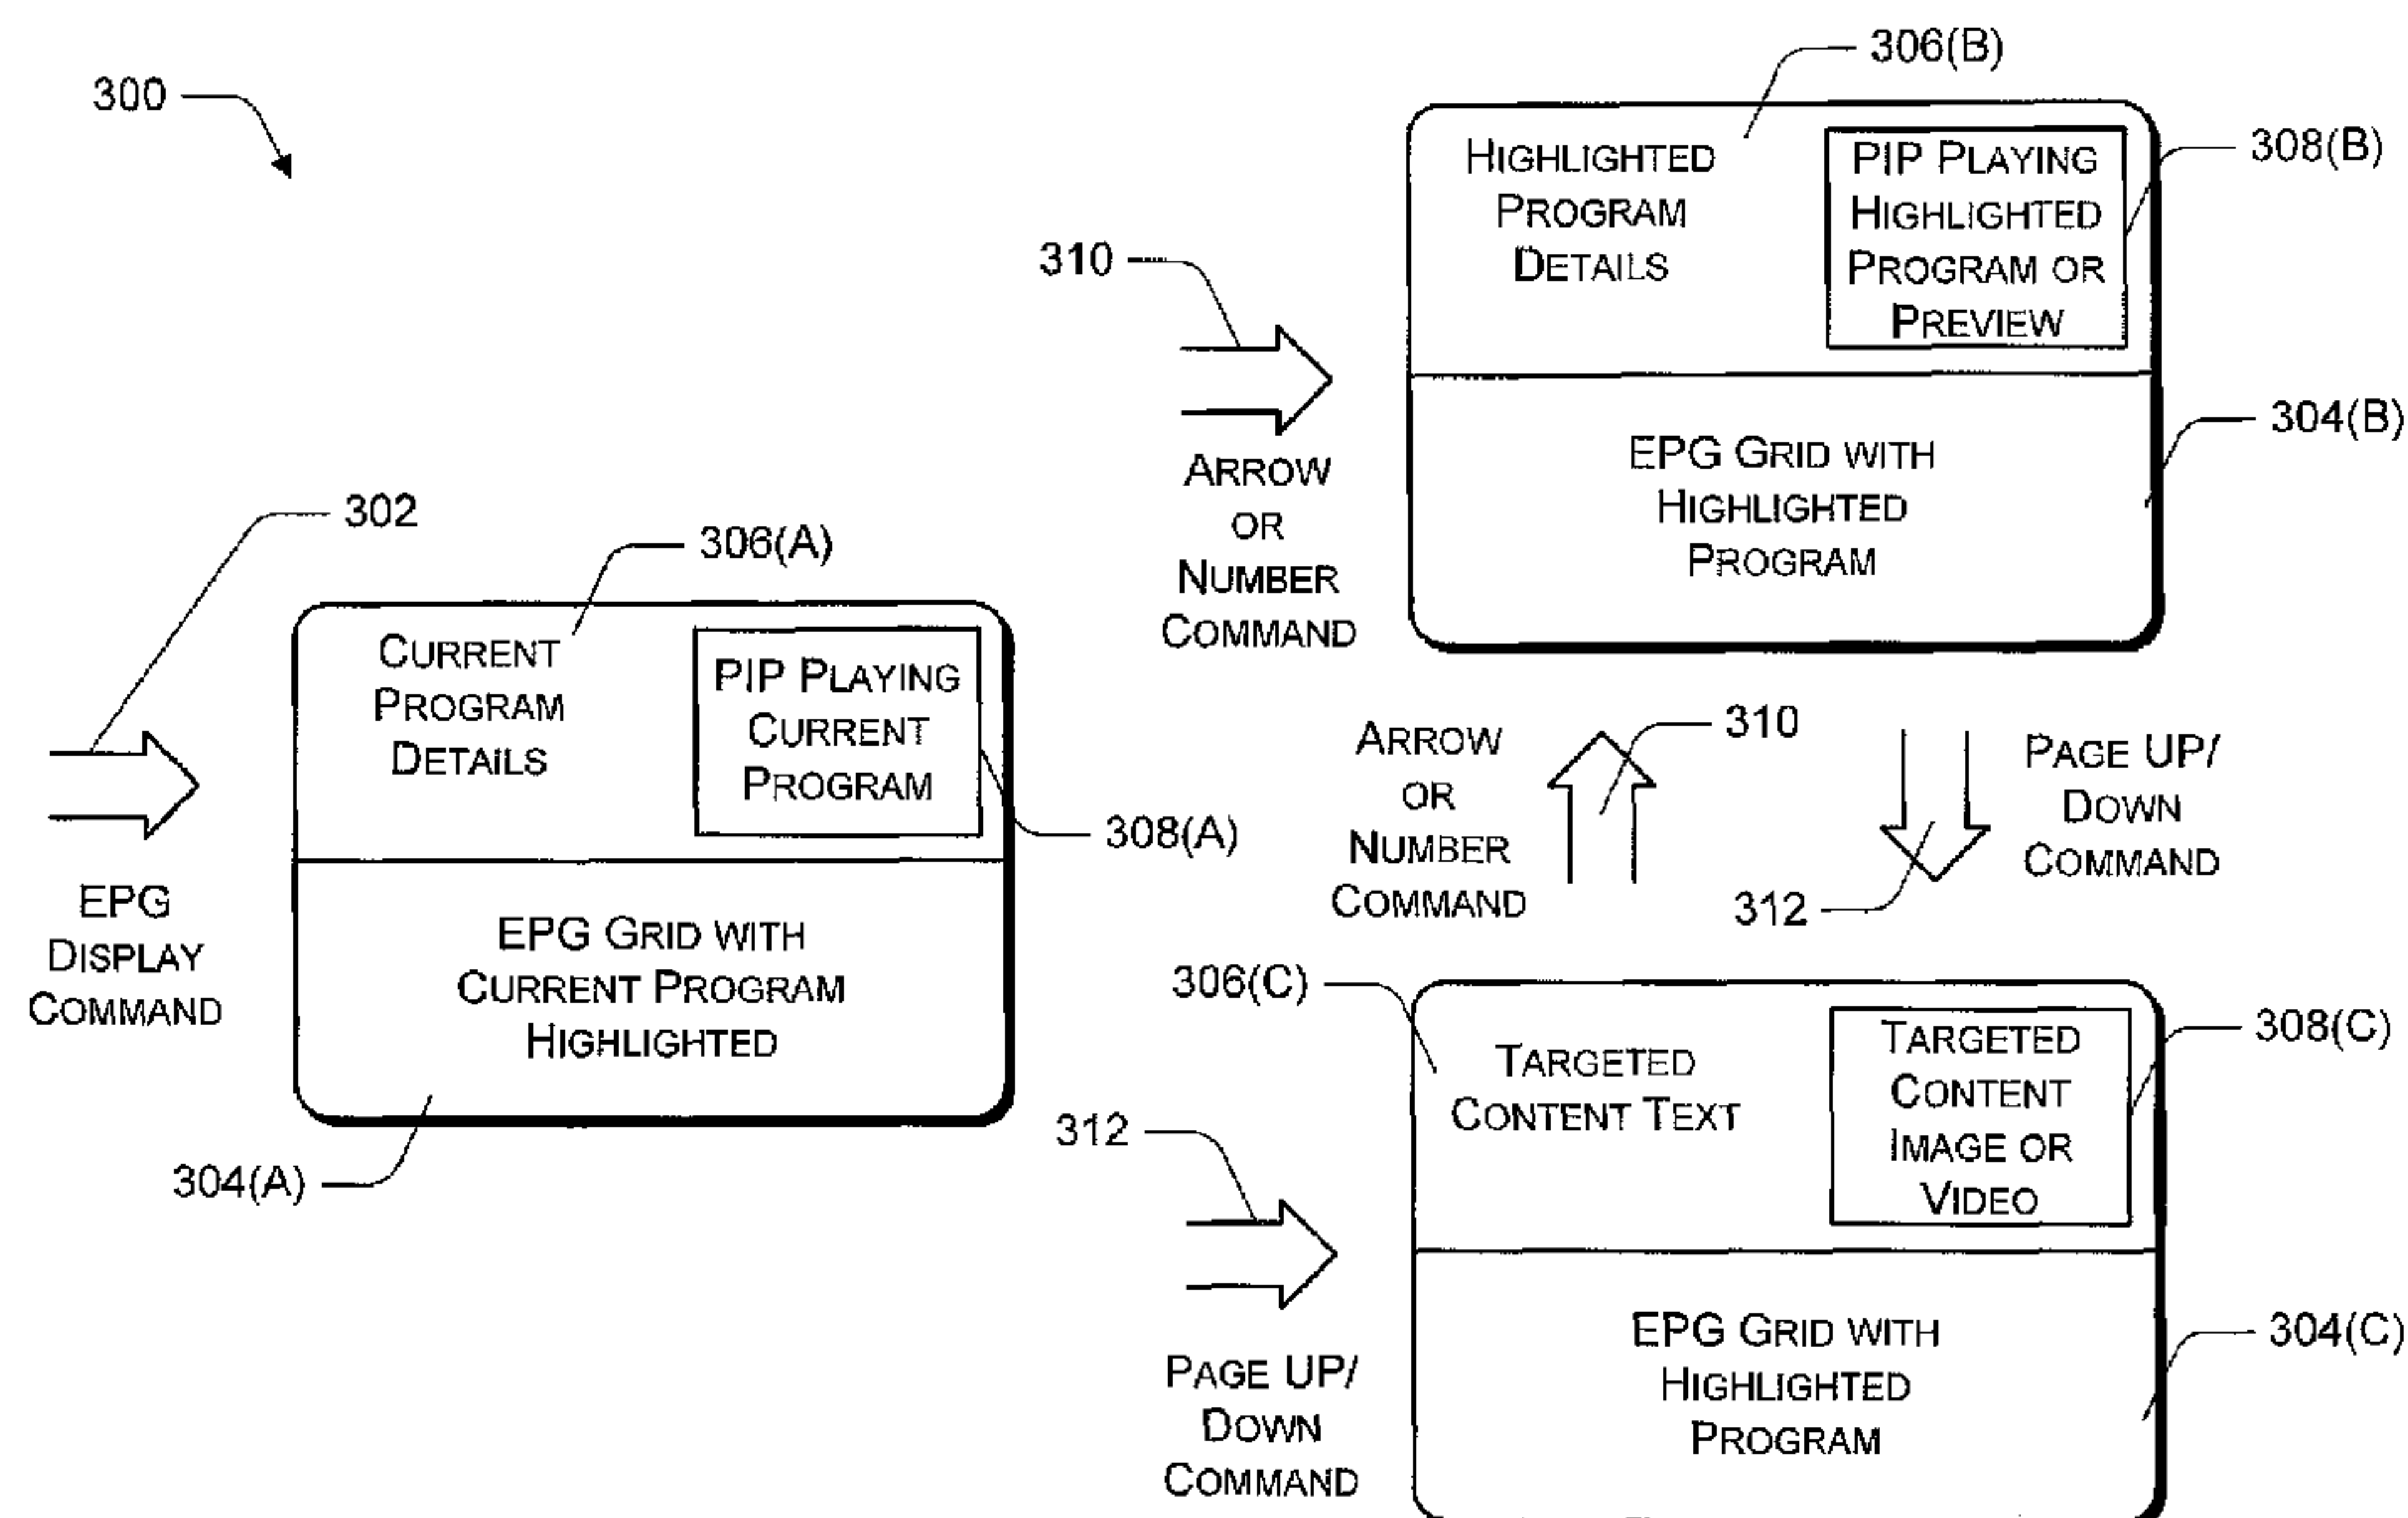 300
302
EPG
DISPLAY
COMMAND
306(A)
CURRENT
PROGRAM
DETAILS
PIP PLAYING
CURRENT
PROGRAM
308(A)
EPG GRID WITH
CURRENT PROGRAM
HIGHLIGHTED
304(A)
310
ARROW
OR
NUMBER
COMMAND
306(B)
HIGHLIGHTED
PROGRAM
DETAILS
PIP PLAYING
HIGHLIGHTED
PROGRAM OR
PREVIEW
308(B)
EPG GRID WITH
HIGHLIGHTED
PROGRAM
304(B)
ARROW
OR
NUMBER
COMMAND
310
PAGE UP/
DOWN
COMMAND
312
312
PAGE UP/
DOWN
COMMAND
306(C)
TARGETED
CONTENT TEXT
TARGETED
CONTENT
IMAGE OR
VIDEO
308(C)
EPG GRID WITH
HIGHLIGHTED
PROGRAM
304(C)